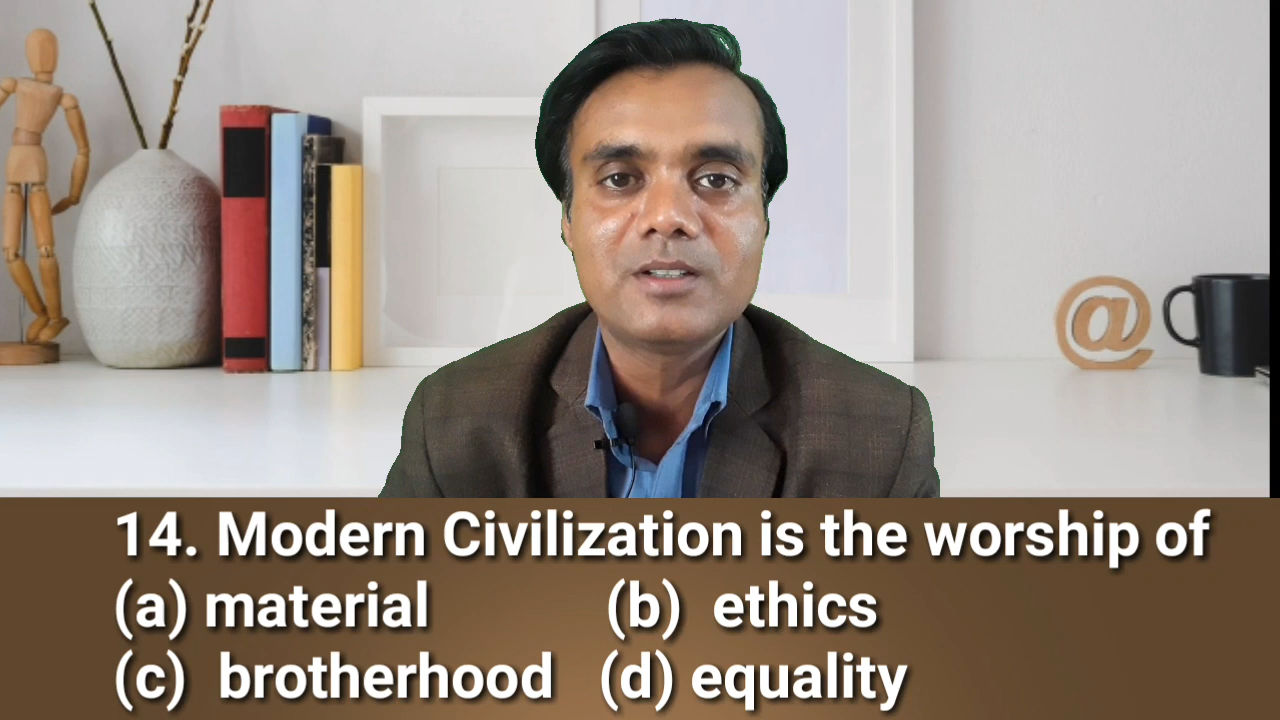 14. Modern Civilization is the worship of
(a) material (b) ethics
(c) brotherhood (d) equality